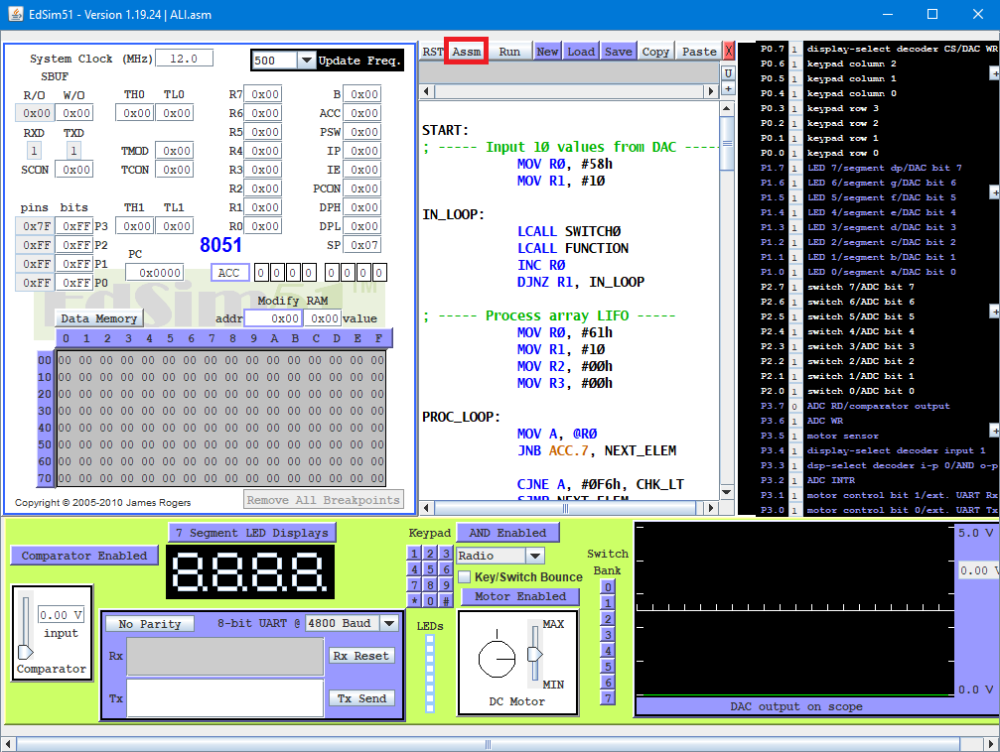 EdSim51 - Version 1.19.24 | ALI.asm
System Clock (MHz) 12.0
500 Update Freq.
SBUF
R/O W/O
0x00 0x00
RXD TXD
1 1
SCON 0x00
TH0 TL0
0x00 0x00
TMOD 0x00
TCON 0x00
TH1 TL1
0x00 0x00
pins bits
0x7F 0xFF P3
0xFF 0xFF P2
0xFF 0xFF P1
0xFF 0xFF P0
PC
0x0000
8051
R7 0x00
R6 0x00
R5 0x00
R4 0x00
R3 0x00
R2 0x00
R1 0x00
R0 0x00
B 0x00
ACC 0x00
PSW 0x00
IP 0x00
IE 0x00
PCON 0x00
DPH 0x00
DPL 0x00
SP 0x07
ACC 0 0 0 0 0 0 0 0
EdSim51 TM
Modify RAM
Data Memory addr 0x00 0x00 value
0 1 2 3 4 5 6 7 8 9 A B C D E F
00 00 00 00 00 00 00 00 00 00 00 00 00 00 00 00 00
10 00 00 00 00 00 00 00 00 00 00 00 00 00 00 00 00
20 00 00 00 00 00 00 00 00 00 00 00 00 00 00 00 00
30 00 00 00 00 00 00 00 00 00 00 00 00 00 00 00 00
40 00 00 00 00 00 00 00 00 00 00 00 00 00 00 00 00
50 00 00 00 00 00 00 00 00 00 00 00 00 00 00 00 00
60 00 00 00 00 00 00 00 00 00 00 00 00 00 00 00 00
70 00 00 00 00 00 00 00 00 00 00 00 00 00 00 00 00
Copyright © 2005-2010 James Rogers
Remove All Breakpoints
RST Assm Run New Load Save Copy Paste X
U
+
START:
; ----- Input 10 values from DAC ----
MOV R0, #58h
MOV R1, #10
IN_LOOP:
LCALL SWITCH0
LCALL FUNCTION
INC R0
DJNZ R1, IN_LOOP
; ----- Process array LIFO -----
MOV R0, #61h
MOV R1, #10
MOV R2, #00h
MOV R3, #00h
PROC_LOOP:
MOV A, @R0
JNB ACC.7, NEXT_ELEM
CJNE A, #0F6h, CHK_LT
SJMP NEXT_ELEM
P0.7 1 display-select decoder CS/DAC WR
P0.6 1 keypad column 2
P0.5 1 keypad column 1
P0.4 1 keypad column 0
P0.3 1 keypad row 3
P0.2 1 keypad row 2
P0.1 1 keypad row 1
P0.0 1 keypad row 0
P1.7 1 LED 7/segment dp/DAC bit 7
P1.6 1 LED 6/segment g/DAC bit 6
P1.5 1 LED 5/segment f/DAC bit 5
P1.4 1 LED 4/segment e/DAC bit 4
P1.3 1 LED 3/segment d/DAC bit 3
P1.2 1 LED 2/segment c/DAC bit 2
P1.1 1 LED 1/segment b/DAC bit 1
P1.0 1 LED 0/segment a/DAC bit 0
P2.7 1 switch 7/ADC bit 7
P2.6 1 switch 6/ADC bit 6
P2.5 1 switch 5/ADC bit 5
P2.4 1 switch 4/ADC bit 4
P2.3 1 switch 3/ADC bit 3
P2.2 1 switch 2/ADC bit 2
P2.1 1 switch 1/ADC bit 1
P2.0 1 switch 0/ADC bit 0
P3.7 0 ADC RD/comparator output
P3.6 1 ADC WR
P3.5 1 motor sensor
P3.4 1 display-select decoder input 1
P3.3 1 dsp-select decoder i-p 0/AND o-p
P3.2 1 ADC INTR
P3.1 1 motor control bit 1/ext. UART Rx
P3.0 1 motor control bit 0/ext. UART Tx
+
+
+
+
Comparator Enabled
0.00 V
input
Comparator
7 Segment LED Displays
8.8.8.8.
No Parity 8-bit UART @ 4800 Baud
Rx Rx Reset
Tx Tx Send
Keypad
1 2 3
4 5 6
7 8 9
* 0 #
LEDs
AND Enabled
Radio
Key/Switch Bounce
Motor Enabled
MAX
MIN
DC Motor
Switch
Bank
0
1
2
3
4
5
6
7
5.0 V
0.00 V
0.0 V
DAC output on scope